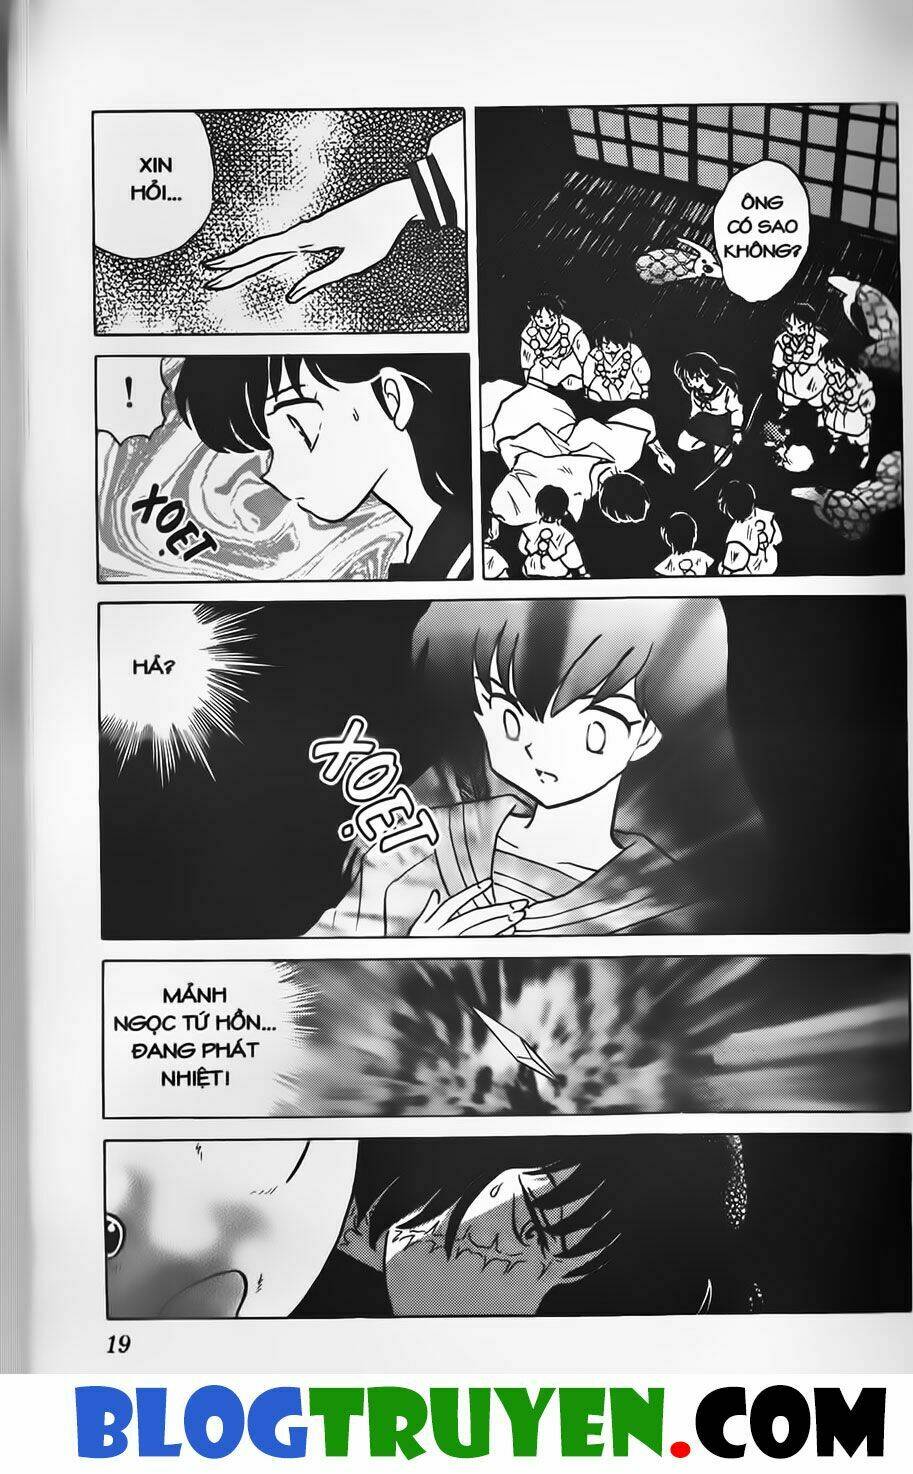 ÔNG
CÓ SAO
KHÔNG?
XIN
HỎI...
!
XOẸT
HẢ?
XOẸT
MẢNH
NGỌC TỨ HỒN...
ĐANG PHÁT
NHIỆT!
19
BLOGTRUYEN.COM